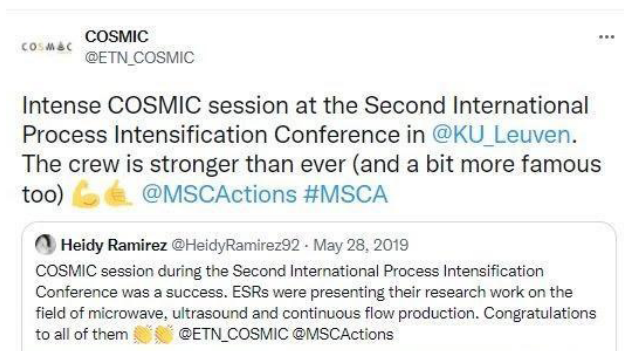 COSMIC
COSMIC
@ETN_COSMIC
Intense COSMIC session at the Second International
Process Intensification Conference in @KU_Leuven.
The crew is stronger than ever (and a bit more famous
too) 💪🤙 @MSCActions #MSCA
Heidy Ramirez @HeidyRamirez92 · May 28, 2019
COSMIC session during the Second International Process Intensification
Conference was a success. ESRs were presenting their research work on the
field of microwave, ultrasound and continuous flow production. Congratulations
to all of them 👏👏 @ETN_COSMIC @MSCActions